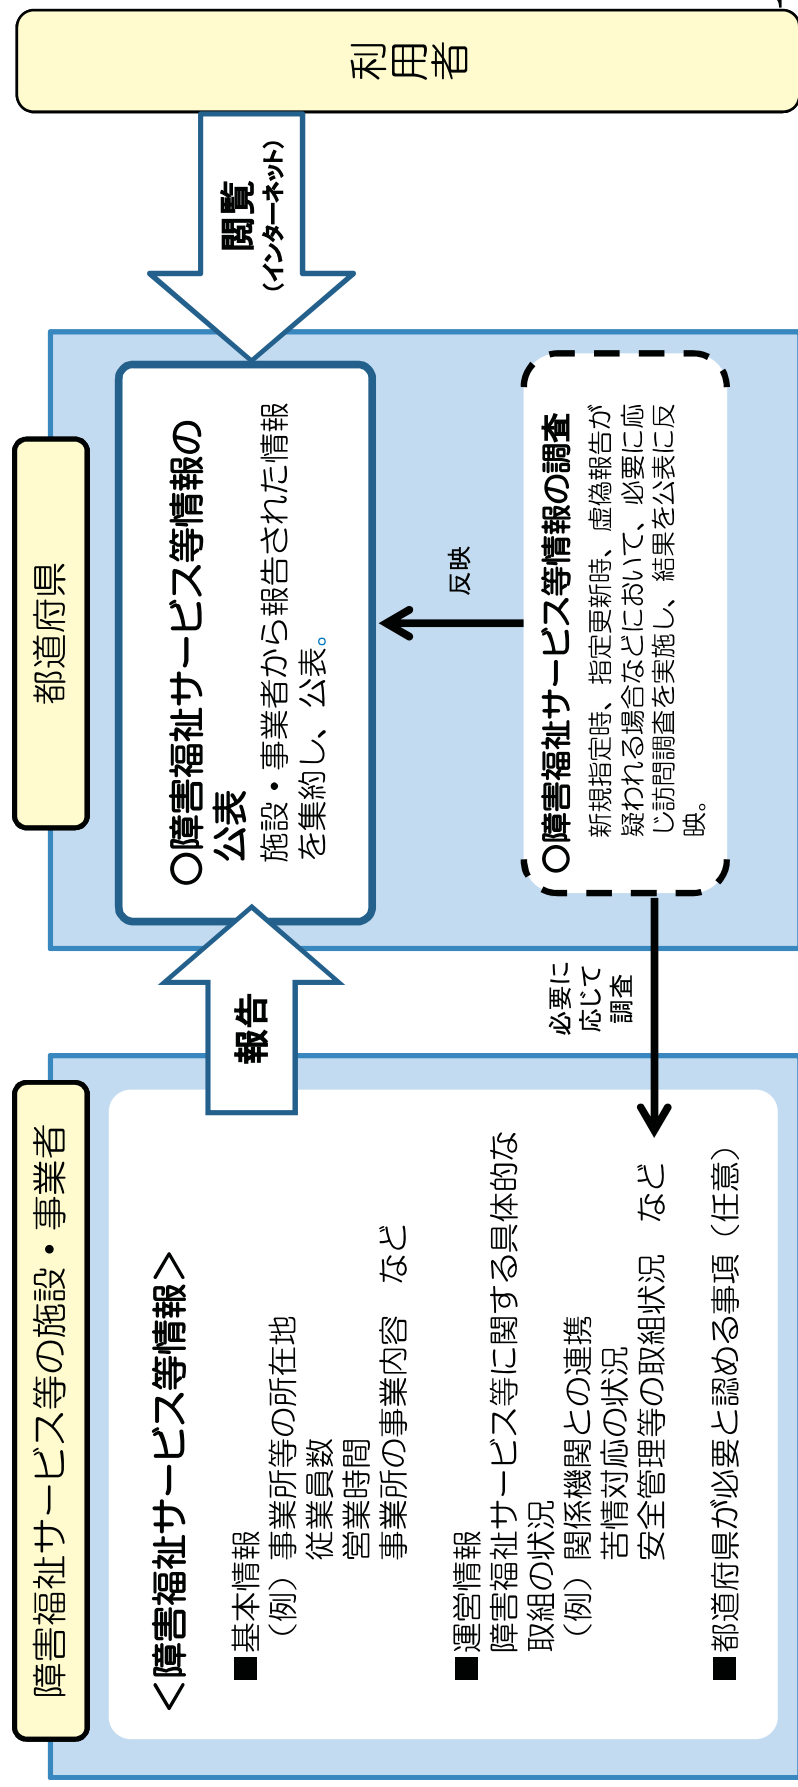 障害福祉サービス等の施設・事業者
＜障害福祉サービス等情報＞
■基本情報
（例）事業所等の所在地
従業員数
営業時間
事業所の事業内容　など
■運営情報
障害福祉サービス等に関する具体的な
取組の状況
（例）関係機関との連携
苦情対応の状況
安全管理等の取組状況　など
■都道府県が必要と認める事項（任意）
報告
必要に
応じて
調査
都道府県
○障害福祉サービス等情報の
公表
施設・事業者から報告された情報
を集約し、公表。
反映
○障害福祉サービス等情報の調査
新規指定時、指定更新時、虚偽報告が
疑われる場合などにおいて、必要に応
じ訪問調査を実施し、結果を公表に反
映。
閲覧
（インターネット）
利用者